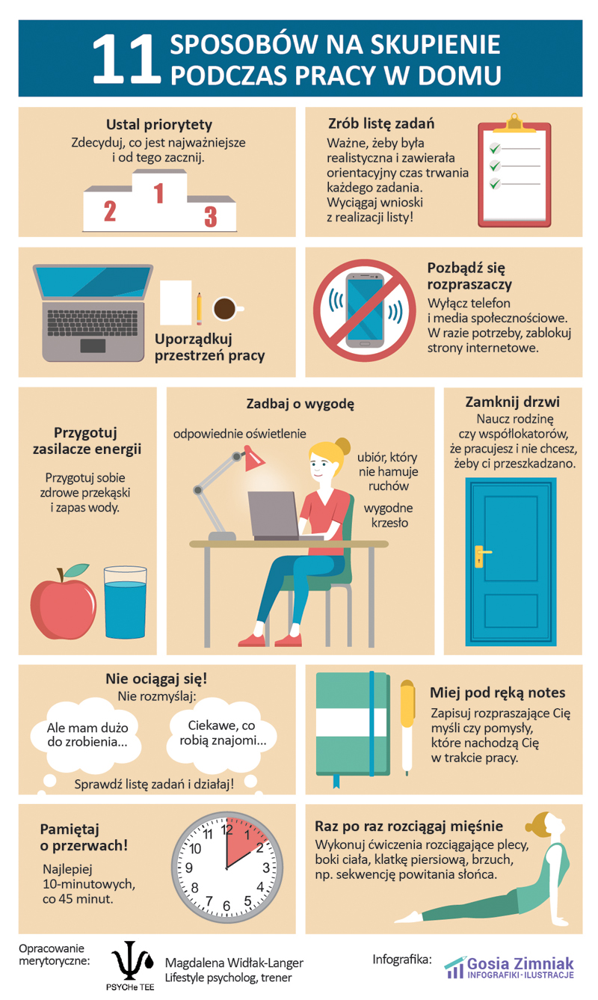 11 SPOSOBÓW NA SKUPIENIE
PODCZAS PRACY W DOMU
Ustal priorytety
Zdecyduj, co jest najważniejsze
i od tego zacznij.
2
1
3
Zrób listę zadań
Ważne, żeby była
realistyczna i zawierała
orientacyjny czas trwania
każdego zadania.
Wyciągaj wnioski
z realizacji listy!
Uporządkuj
przestrzeń pracy
Pozbądź się
rozpraszaczy
Wyłącz telefon
i media społecznościowe.
W razie potrzeby, zablokuj
strony internetowe.
Przygotuj
zasilacze energii
Przygotuj sobie
zdrowe przekąski
i zapas wody.
Zadbaj o wygodę
odpowiednie oświetlenie
ubiór, który
nie hamuje
ruchów
wygodne
krzesło
Zamknij drzwi
Naucz rodzinę
czy współlokatorów,
że pracujesz i nie chcesz,
żeby ci przeszkadzano.
Nie ociągaj się!
Nie rozmyślaj:
Ale mam dużo
do zrobienia...
Ciekawe, co
robią znajomi...
Sprawdź listę zadań i działaj!
Miej pod ręką notes
Zapisuj rozpraszające Cię
myśli czy pomysły,
które nachodzą Cię
w trakcie pracy.
Pamiętaj
o przerwach!
Najlepiej
10-minutowych,
co 45 minut.
12
1
2
3
4
5
6
7
8
9
10
11
Raz po raz rozciągaj mięśnie
Wykonuj ćwiczenia rozciągające plecy,
boki ciała, klatkę piersiową, brzuch,
np. sekwencję powitania słońca.
Opracowanie
merytoryczne:
PSYCHe TEE
Magdalena Widłak-Langer
Lifestyle psycholog, trener
Infografika:
Gosia Zimniak
INFOGRAFIKI·ILUSTRACJE